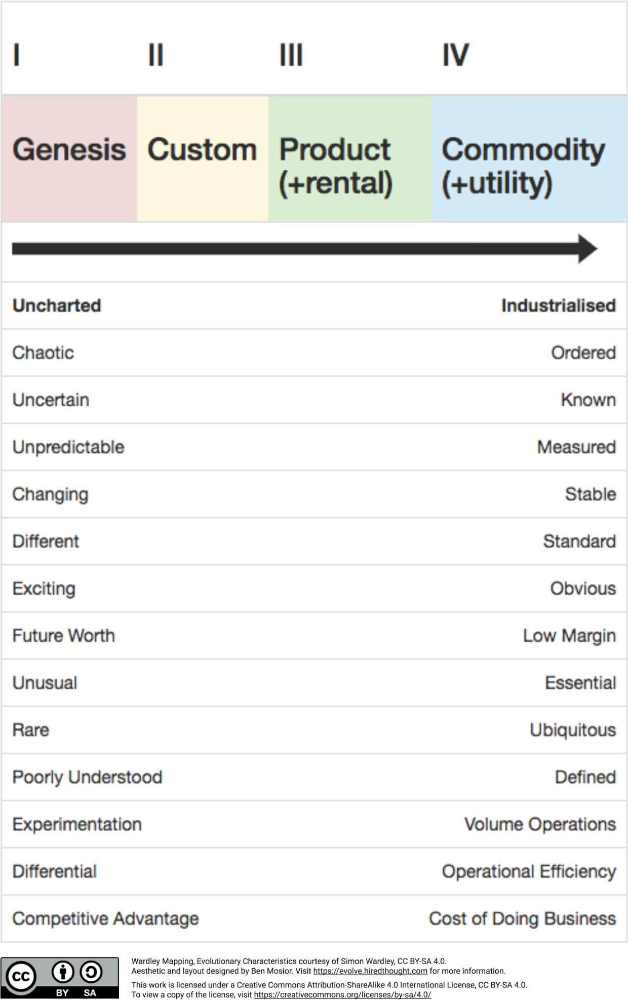 I II III IV
Genesis Custom Product Commodity
(+rental) (+utility)
Uncharted Industrialised
Chaotic Ordered
Uncertain Known
Unpredictable Measured
Changing Stable
Different Standard
Exciting Obvious
Future Worth Low Margin
Unusual Essential
Rare Ubiquitous
Poorly Understood Defined
Experimentation Volume Operations
Differential Operational Efficiency
Competitive Advantage Cost of Doing Business
cc BY SA
Wardley Mapping, Evolutionary Characteristics courtesy of Simon Wardley, CC BY-SA 4.0.
Aesthetic and layout designed by Ben Mosior. Visit https://evolve.hiredthought.com for more information.
This work is licensed under a Creative Commons Attribution-ShareAlike 4.0 International License, CC BY-SA 4.0.
To view a copy of the license, visit https://creativecommons.org/licenses/by-sa/4.0/